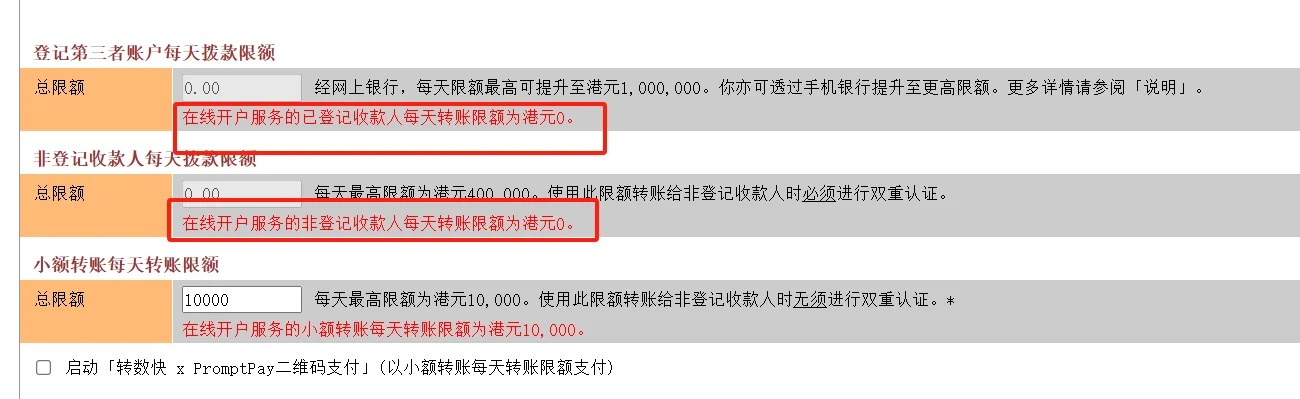 登记第三者账户每天拨款限额
总限额 0.00 经网上银行，每天限额最高可提升至港元1,000,000。你亦可透过手机银行提升至更高限额。更多详情请参阅「说明」。
在线开户服务的已登记收款人每天转账限额为港元0。
非登记收款人每天拨款限额
总限额 0.00 每天最高限额为港元400,000。使用此限额转账给非登记收款人时必须进行双重认证。
在线开户服务的非登记收款人每天转账限额为港元0。
小额转账每天转账限额
总限额 10000 每天最高限额为港元10,000。使用此限额转账给非登记收款人时无须进行双重认证。*
在线开户服务的小额转账每天转账限额为港元10,000。
启动「转数快 x PromptPay二维码支付」(以小额转账每天转账限额支付)